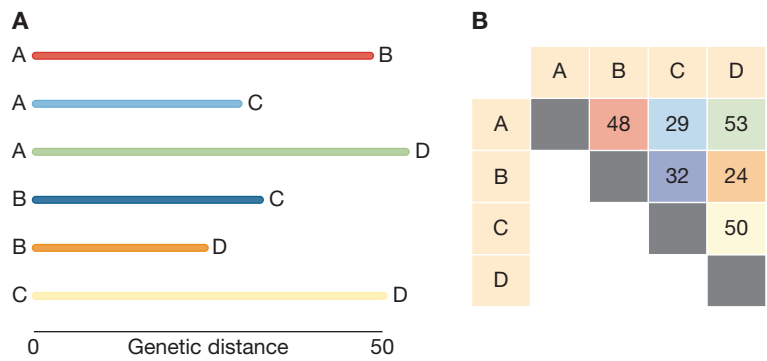 A
A B
A C
A D
B C
B D
C D
0 Genetic distance 50
B
A B C D
A 48 29 53
B 32 24
C 50
D